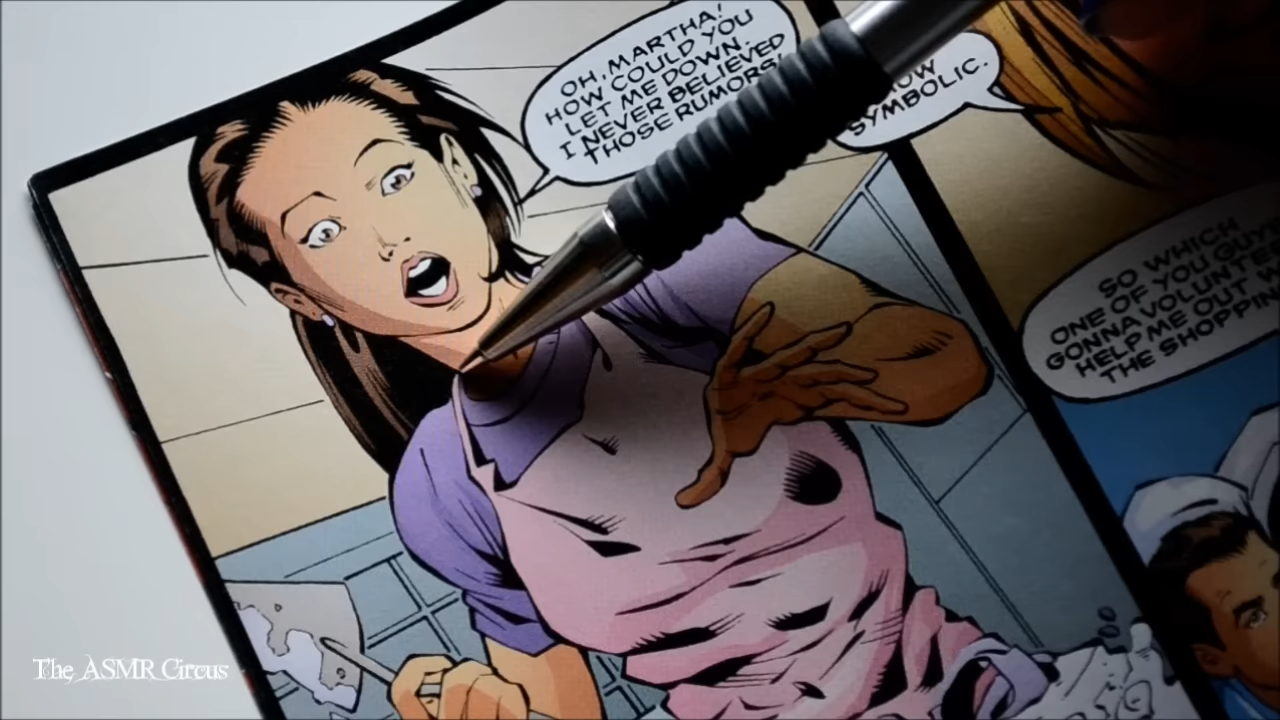 OH, MARTHA!
HOW COULD YOU
LET ME DOWN.
I NEVER BELIEVED
THOSE RUMORS!
SYMBOLIC.
SO WHICH
ONE OF YOU GUYS
GONNA
HELP ME OUT
THE
The ASMR Circus